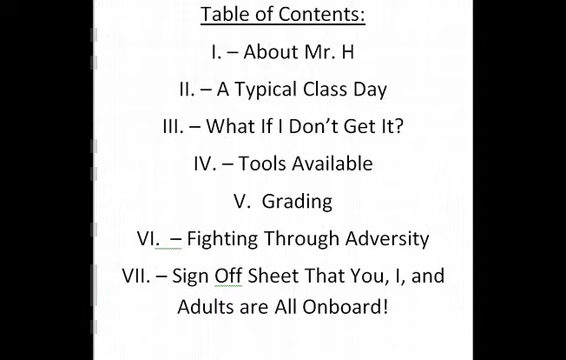 Table of Contents:
I. – About Mr. H
II. – A Typical Class Day
III. – What If I Don’t Get It?
IV. – Tools Available
V.  Grading
VI.  – Fighting Through Adversity
VII. – Sign Off Sheet That You, I, and
Adults are All Onboard!